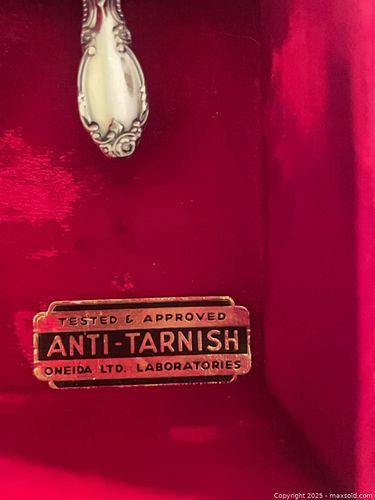 TESTED & APPROVED
ANTI-TARNISH
ONEIDA LTD. LABORATORIES
Copyright © 2025 - maxsold.com